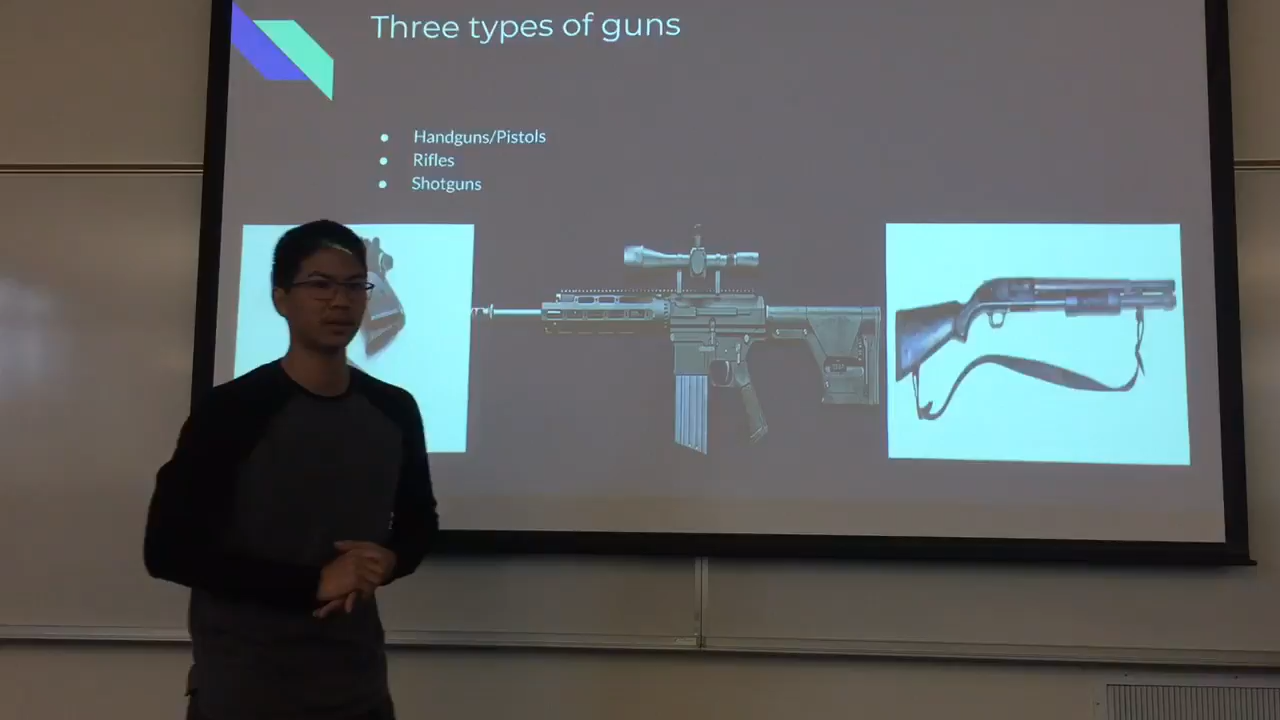 Three types of guns
● Handguns/Pistols
● Rifles
● Shotguns